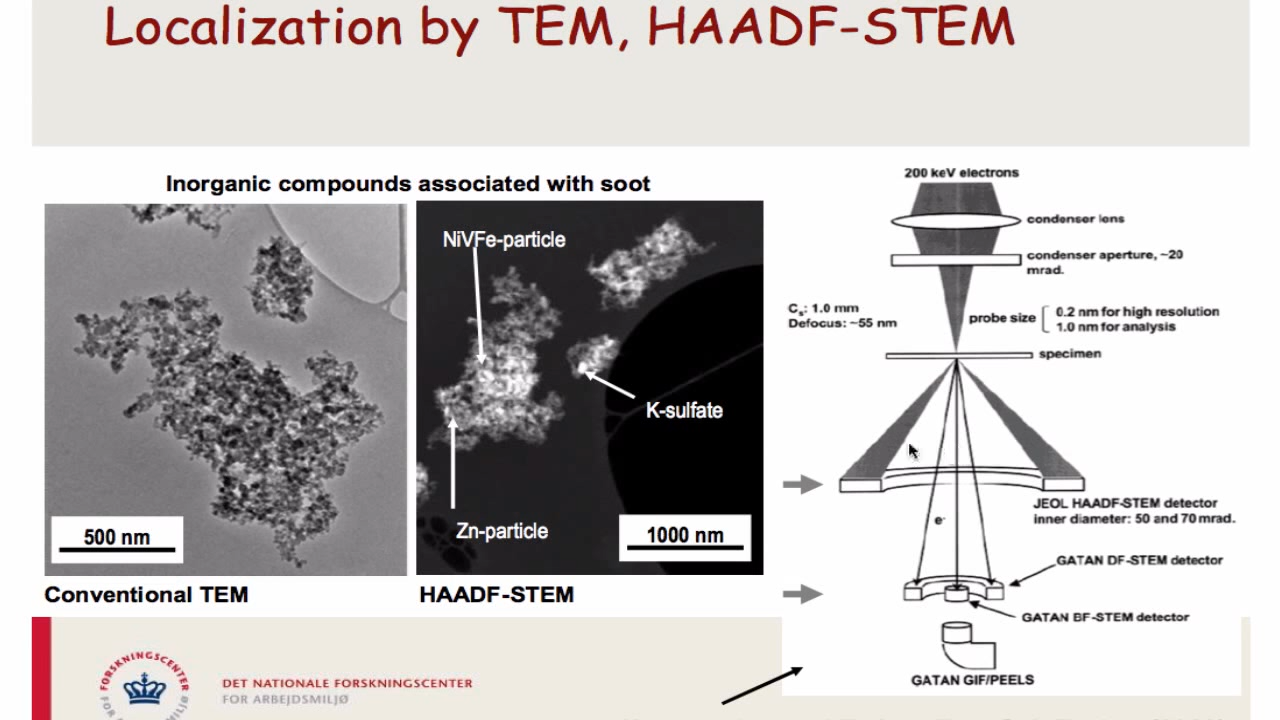 Localization by TEM, HAADF-STEM
Inorganic compounds associated with soot
NiVFe-particle
K-sulfate
Zn-particle
500 nm
1000 nm
Conventional TEM
HAADF-STEM
200 keV electrons
condenser lens
condenser aperture, ~20
mrad.
Cs: 1.0 mm
Defocus: ~55 nm
probe size
0.2 nm for high resolution
1.0 nm for analysis
specimen
JEOL HAADF-STEM detector
inner diameter: 50 and 70 mrad.
e-
GATAN DF-STEM detector
GATAN BF-STEM detector
GATAN GIF/PEELS
FORSKNINGSCENTER
DET NATIONALE FORSKNINGSCENTER
FOR ARBEJDSMILJØ